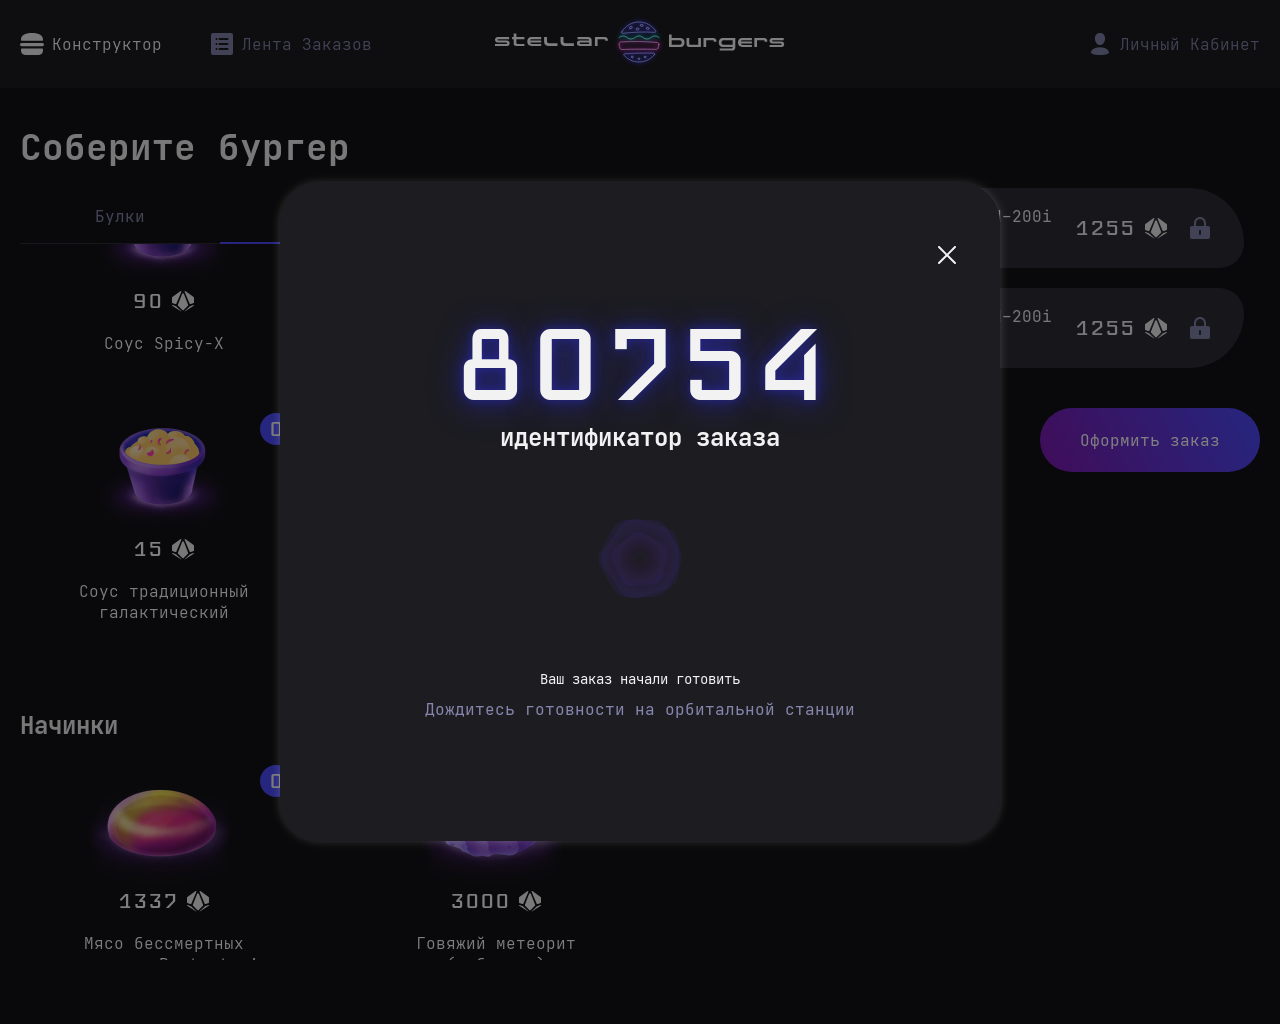 Конструктор
Лента Заказов
stellar burgers
Личный Кабинет
Соберите бургер
Булки
-200i
1255
90
Соус Spicy-X
-200i
1255
80754
идентификатор заказа
Оформить заказ
15
Соус традиционный
галактический
Ваш заказ начали готовить
Дождитесь готовности на орбитальной станции
Начинки
1337
3000
Мясо бессмертных
Говяжий метеорит